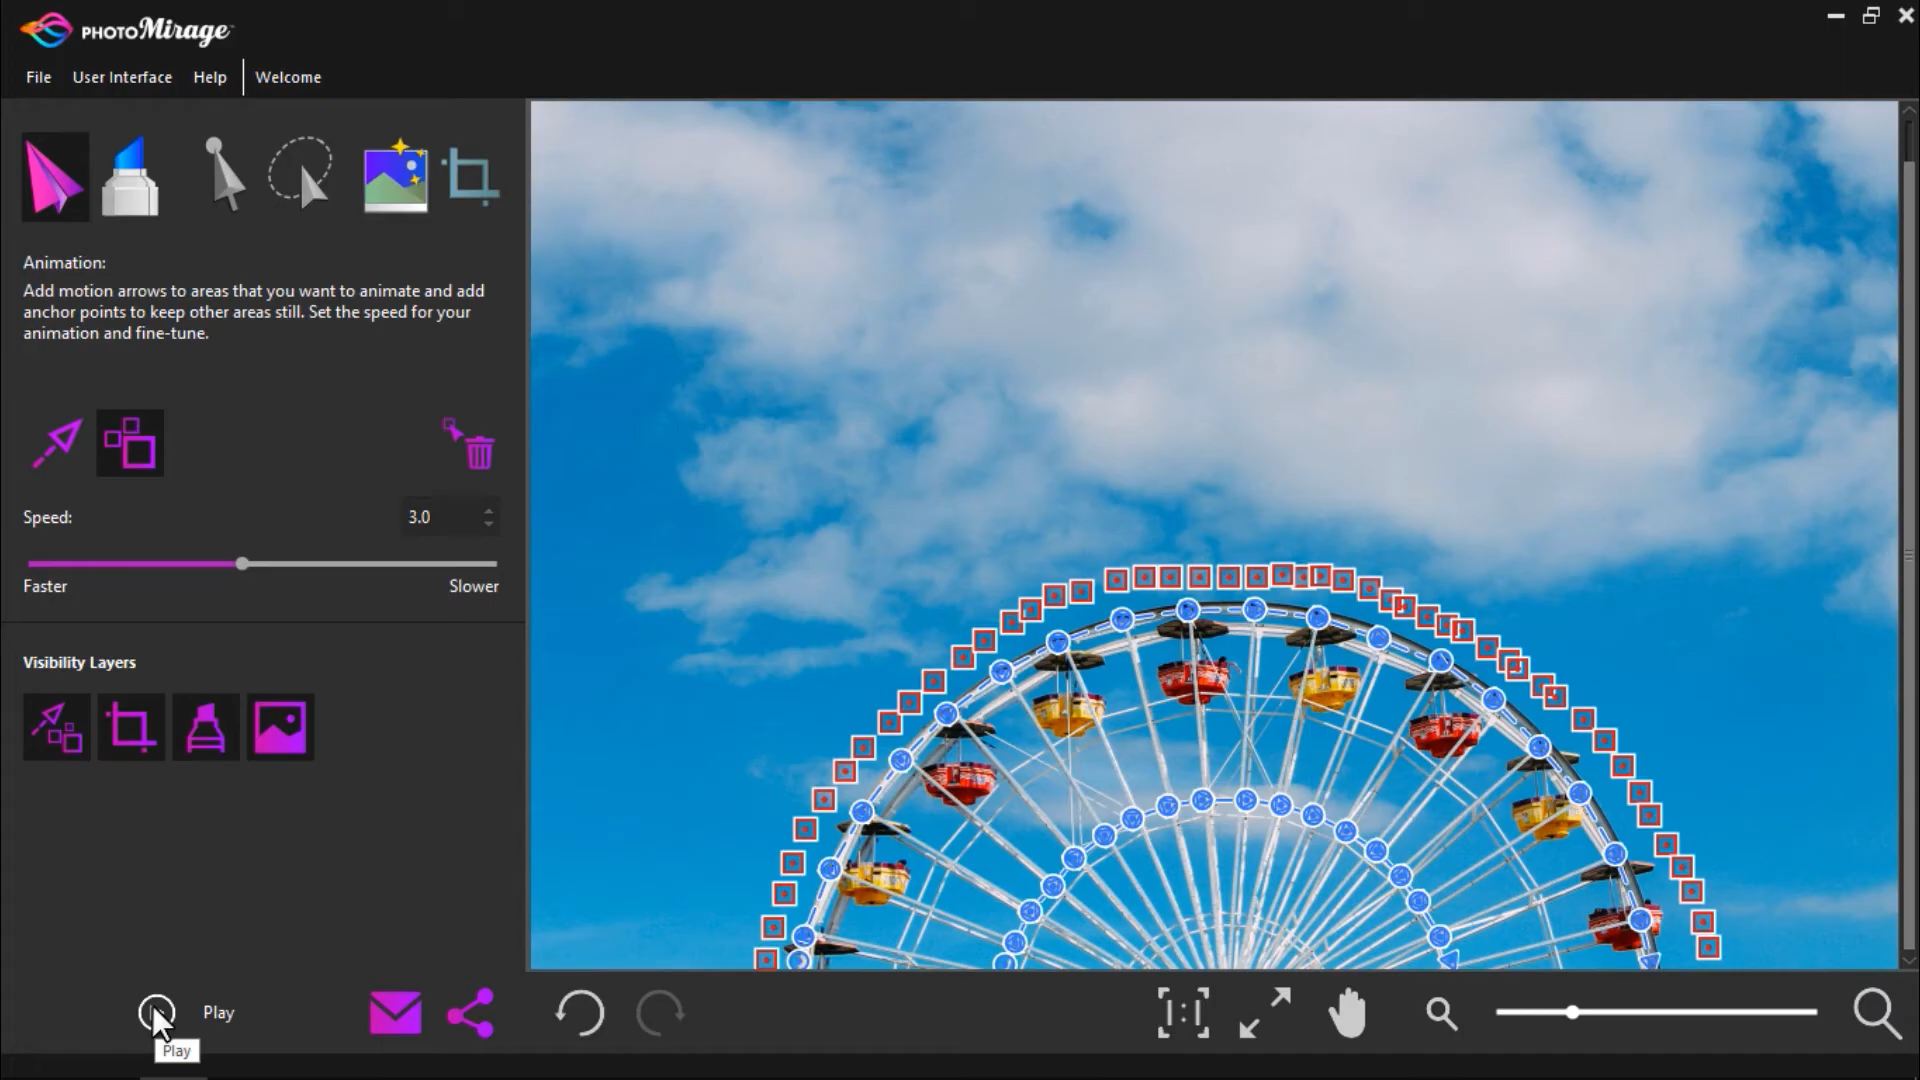 PHOTOMirage
File User Interface Help Welcome
Animation:
Add motion arrows to areas that you want to animate and add
anchor points to keep other areas still. Set the speed for your
animation and fine-tune.
Speed: 3.0
Faster Slower
Visibility Layers
Play
Play